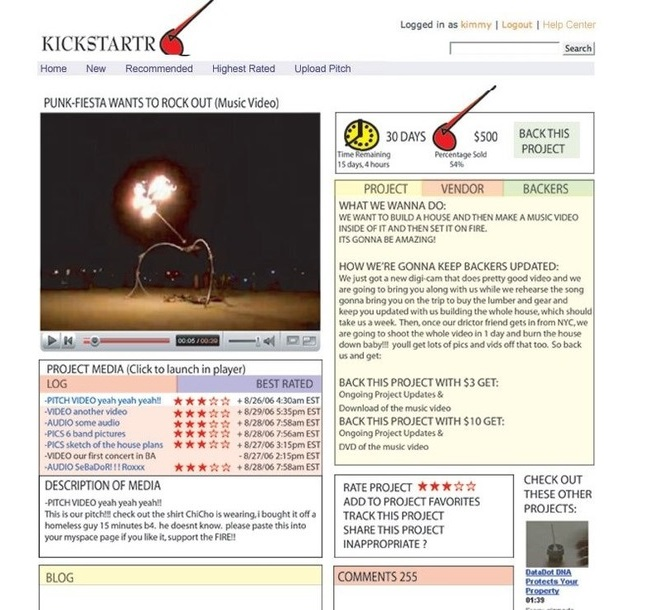 Logged in as kimmy | Logout | Help Center
KICKSTARTR
Search
Home New Recommended Highest Rated Upload Pitch
PUNK-FIESTA WANTS TO ROCK OUT (Music Video)
00:05 / 00:39
PROJECT MEDIA (Click to launch in player)
LOG BEST RATED
-PITCH VIDEO yeah yeah yeah!! + 8/26/06 4:30am EST
-VIDEO another video + 8/29/06 5:35pm EST
-AUDIO some audio + 8/28/06 7:58am EST
-PICS 6 band pictures + 8/28/06 7:56am EST
-PICS sketch of the house plans + 8/27/06 3:15pm EST
-VIDEO our first concert in BA - 8/27/06 2:15pm EST
-AUDIO SeBaDoR!!! Roxxx + 8/28/06 7:58am EST
DESCRIPTION OF MEDIA
-PITCH VIDEO yeah yeah yeah!!
This is our pitch!!! check out the shirt ChiCho is wearing, i bought it off a
homeless guy 15 minutes b4. he doesnt know. please paste this into
your myspace page if you like it, support the FIRE!!
BLOG
30 DAYS $500 BACK THIS
PROJECT
Time Remaining
15 days, 4 hours
Percentage Sold
54%
PROJECT VENDOR BACKERS
WHAT WE WANNA DO:
WE WANT TO BUILD A HOUSE AND THEN MAKE A MUSIC VIDEO
INSIDE OF IT AND THEN SET IT ON FIRE.
ITS GONNA BE AMAZING!
HOW WE'RE GONNA KEEP BACKERS UPDATED:
We just got a new digi-cam that does pretty good video and we
are going to bring you along with us while we rehearse the song
gonna bring you on the trip to buy the lumber and gear and
keep you updated with us building the whole house, which should
take us a week. Then, once our dirctor friend gets in from NYC, we
are going to shoot the whole video in 1 day and burn the house
down baby!!! youll get lots of pics and vids off that too. So back
us and get:
BACK THIS PROJECT WITH $3 GET:
Ongoing Project Updates &
Download of the music video
BACK THIS PROJECT WITH $10 GET:
Ongoing Project Updates &
DVD of the music video
RATE PROJECT
ADD TO PROJECT FAVORITES
TRACK THIS PROJECT
SHARE THIS PROJECT
INAPPROPRIATE ?
CHECK OUT
THESE OTHER
PROJECTS:
DataDot DNA
Protects Your
Property
01:39
COMMENTS 255